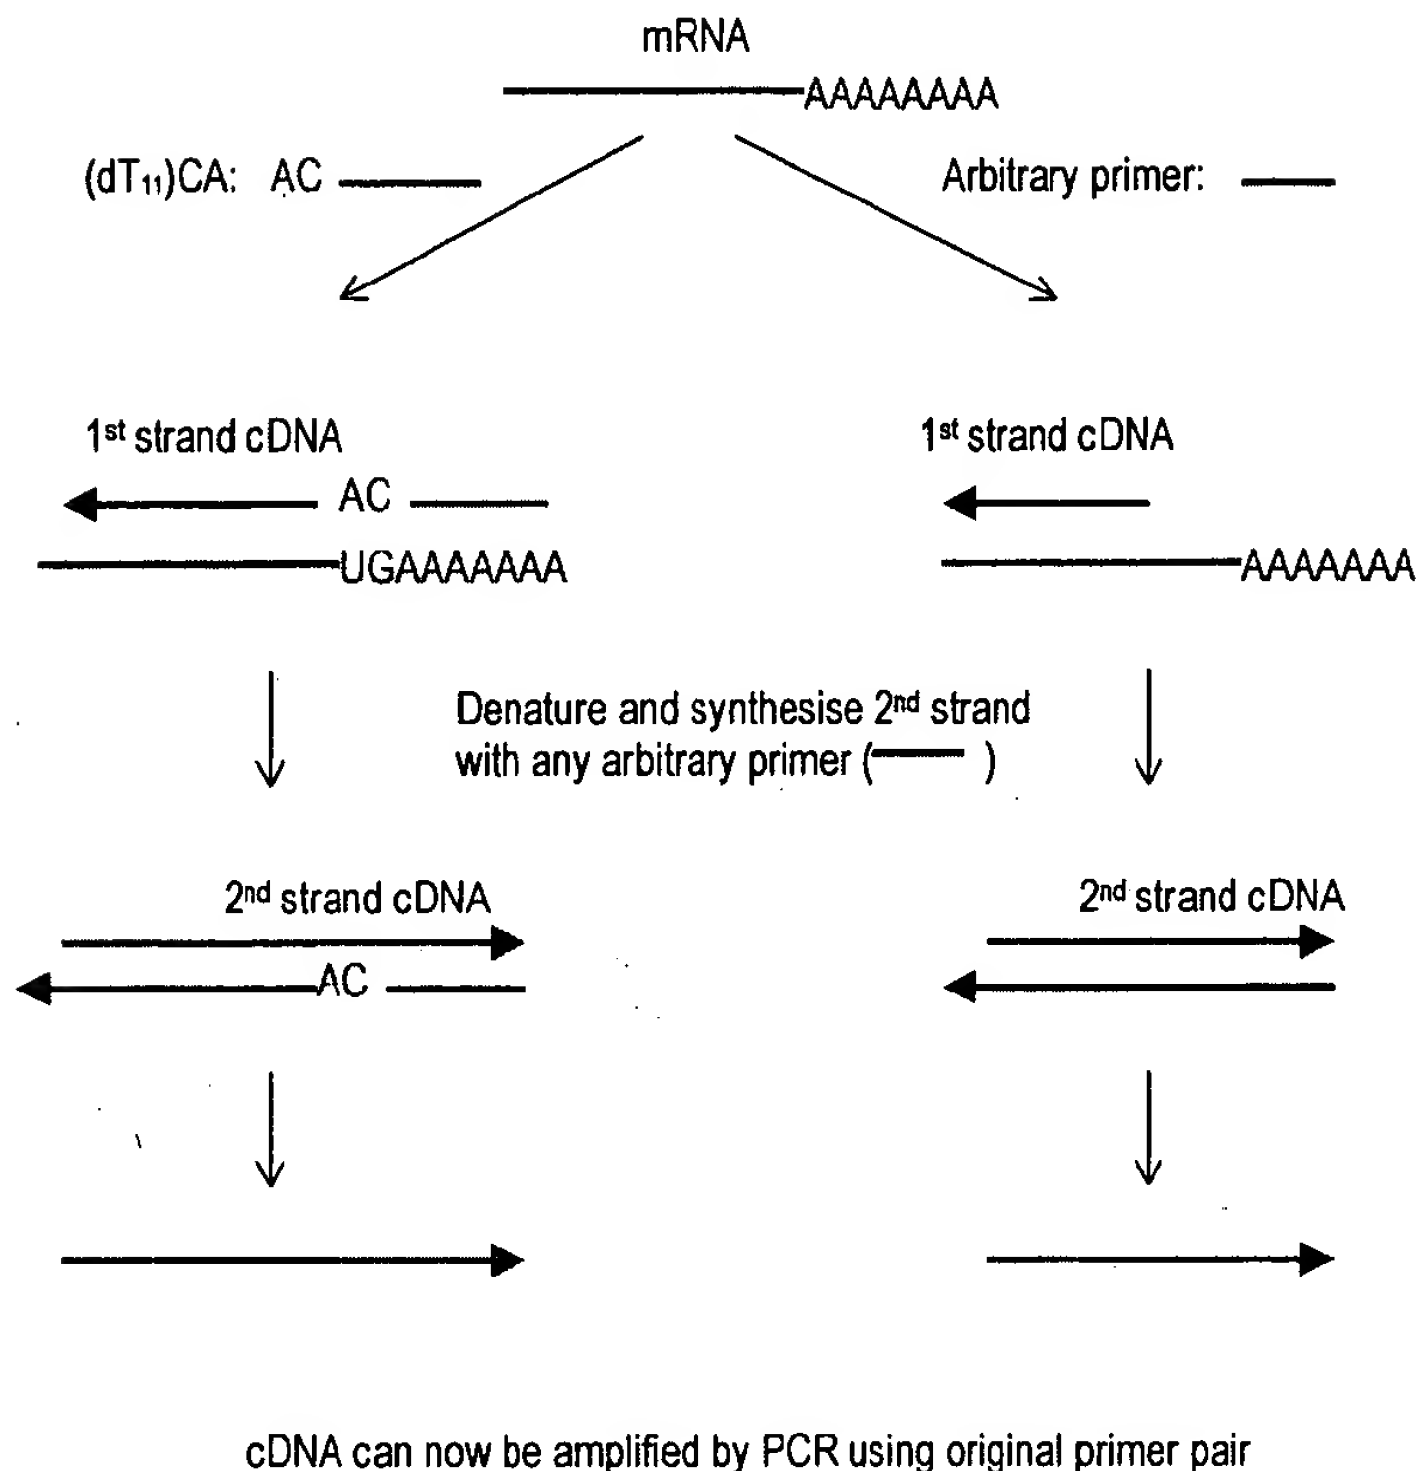 mRNA
AAAAAAAA
(dT₁₁)CA: AC
Arbitrary primer:
1st strand cDNA
AC
UGAAAAAAA
1st strand cDNA
AAAAAAA
Denature and synthesise 2nd strand
with any arbitrary primer ( )
2nd strand cDNA
AC
2nd strand cDNA
cDNA can now be amplified by PCR using original primer pair